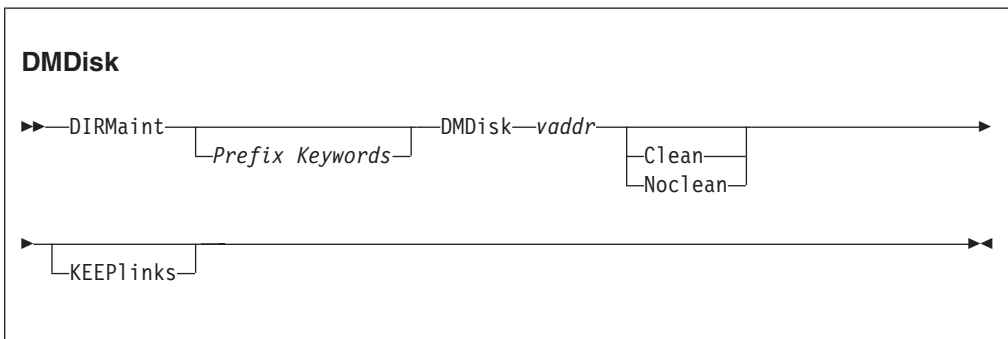 DMDisk
DIRMaint DMDisk vaddr
Prefix Keywords
Clean
Noclean
KEEPlinks